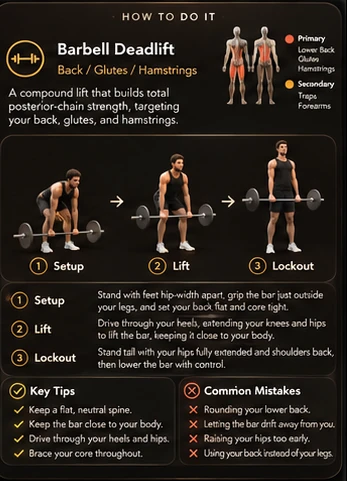 HOW TO DO IT
Barbell Deadlift
Back / Glutes / Hamstrings
A compound lift that builds total
posterior-chain strength, targeting
your back, glutes, and hamstrings.
Primary
Lower Back
Glutes
Hamstrings
Secondary
Traps
Forearms
1 Setup
2 Lift
3 Lockout
1 Setup
Stand with feet hip-width apart, grip the bar just outside
your legs, and set your back flat and core tight.
2 Lift
Drive through your heels, extending your knees and hips
to lift the bar, keeping it close to your body.
3 Lockout
Stand tall with your hips fully extended and shoulders back,
then lower the bar with control.
Key Tips
Keep a flat, neutral spine.
Keep the bar close to your body.
Drive through your heels and hips.
Brace your core throughout.
Common Mistakes
Rounding your lower back.
Letting the bar drift away from you.
Raising your hips too early.
Using your back instead of your legs.